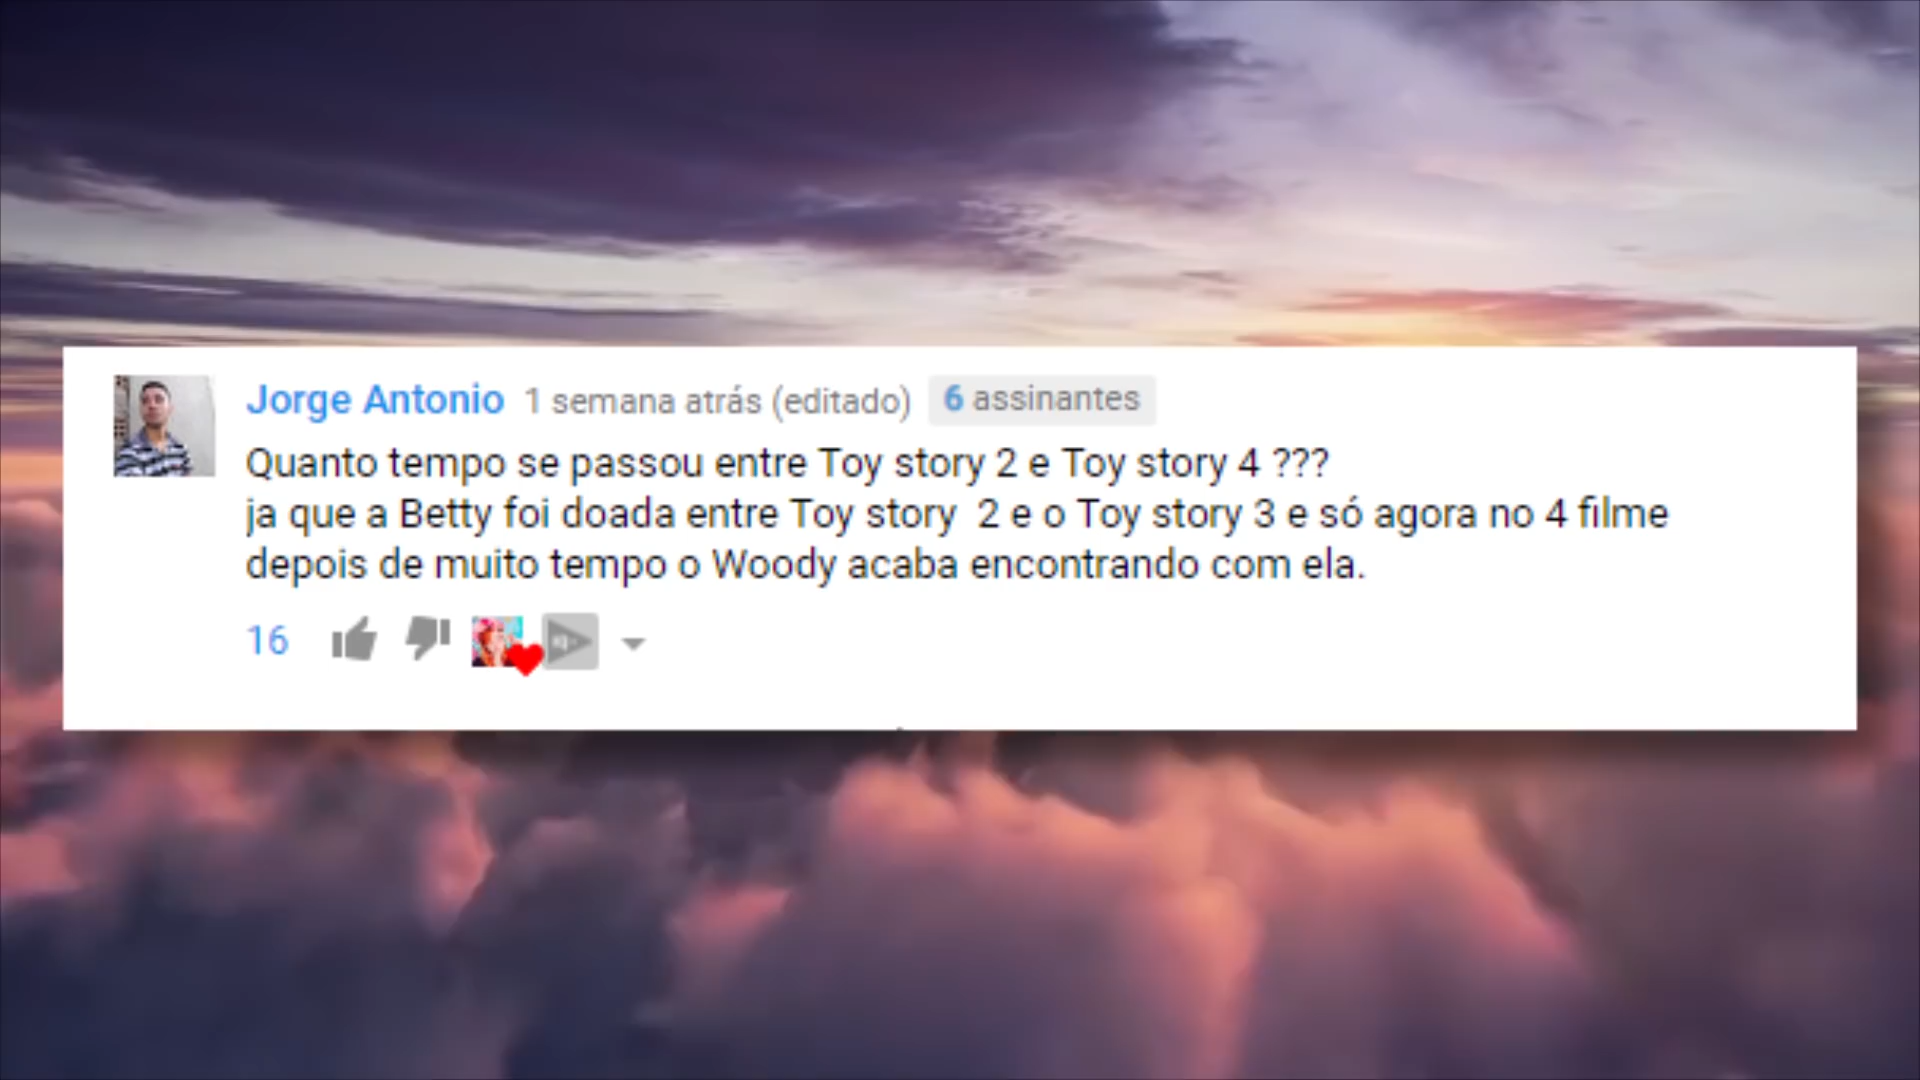 Jorge Antonio 1 semana atrás (editado) 6 assinantes
Quanto tempo se passou entre Toy story 2 e Toy story 4 ???
ja que a Betty foi doada entre Toy story  2 e o Toy story 3 e só agora no 4 filme
depois de muito tempo o Woody acaba encontrando com ela.
16